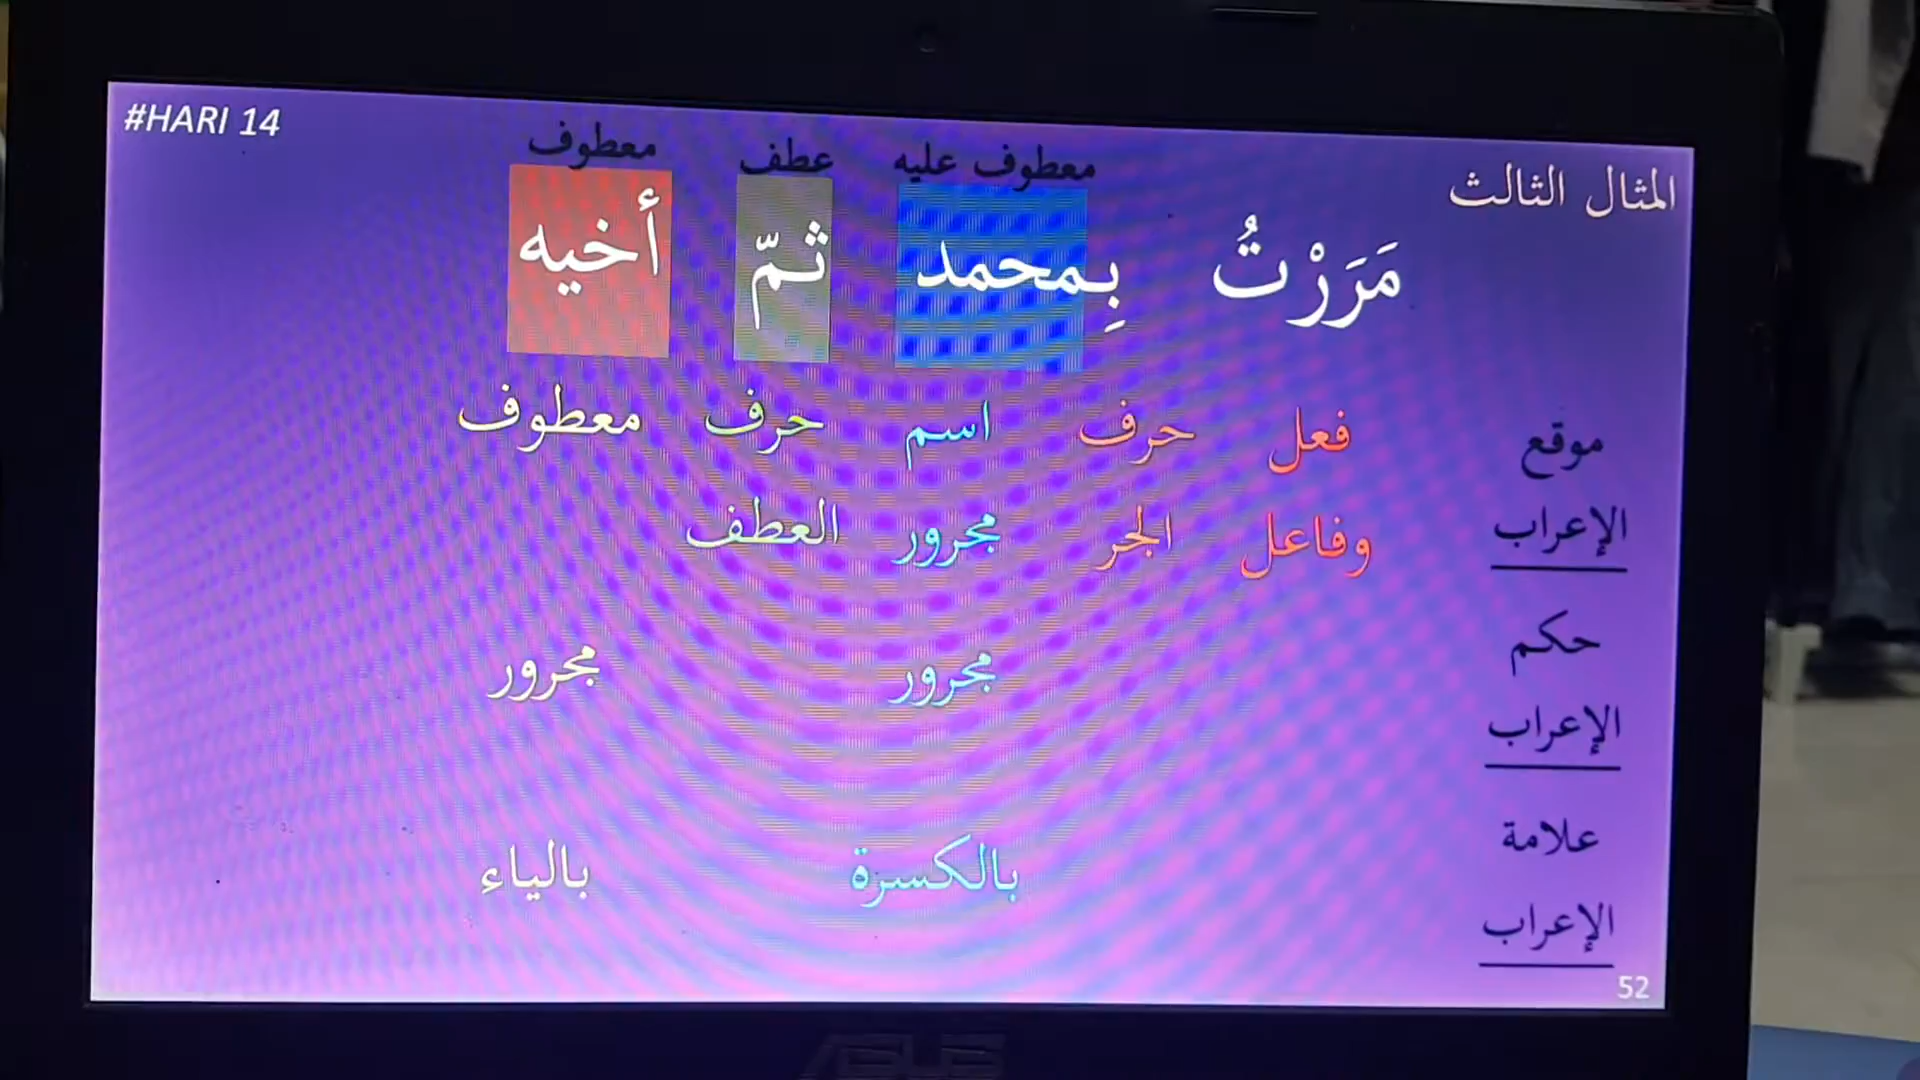 #HARI 14
المثال الثالث
معطوف عليه عطف معطوف
مَرَرْتُ بِمحمد ثمّ أخيه
موقع فعل حرف اسم حرف معطوف
الإعراب وفاعل الجر مجرور العطف
حكم مجرور مجرور
الإعراب
علامة بالكسرة بالياء
الإعراب
52
ASUS